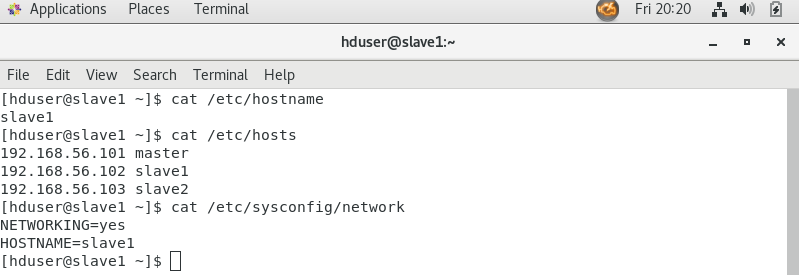 Applications Places Terminal Fri 20:20
hduser@slave1:~
File Edit View Search Terminal Help
[hduser@slave1 ~]$ cat /etc/hostname
slave1
[hduser@slave1 ~]$ cat /etc/hosts
192.168.56.101 master
192.168.56.102 slave1
192.168.56.103 slave2
[hduser@slave1 ~]$ cat /etc/sysconfig/network
NETWORKING=yes
HOSTNAME=slave1
[hduser@slave1 ~]$